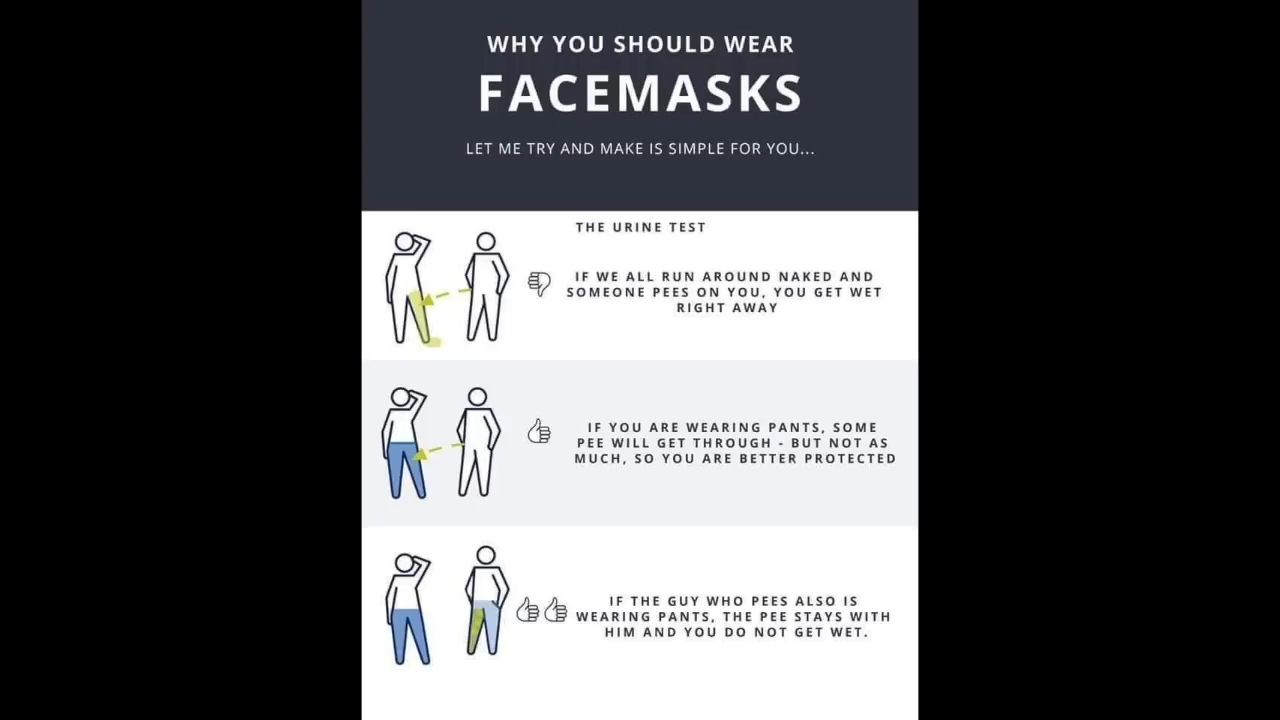 WHY YOU SHOULD WEAR
FACEMASKS
LET ME TRY AND MAKE IS SIMPLE FOR YOU...
THE URINE TEST
IF WE ALL RUN AROUND NAKED AND
SOMEONE PEES ON YOU, YOU GET WET
RIGHT AWAY
IF YOU ARE WEARING PANTS, SOME
PEE WILL GET THROUGH - BUT NOT AS
MUCH, SO YOU ARE BETTER PROTECTED
IF THE GUY WHO PEES ALSO IS
WEARING PANTS, THE PEE STAYS WITH
HIM AND YOU DO NOT GET WET.